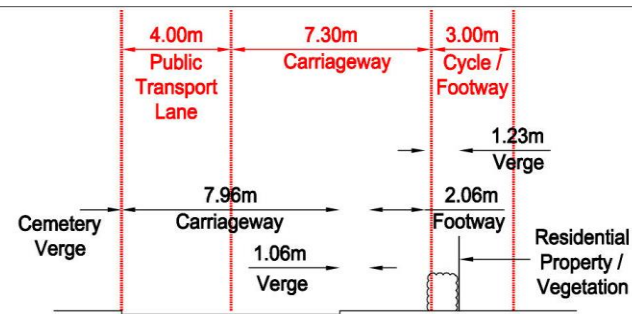 4.00m
Public
Transport
Lane
7.30m
Carriageway
3.00m
Cycle /
Footway
1.23m
Verge
Cemetery
Verge
7.96m
Carriageway
2.06m
Footway
1.06m
Verge
Residential
Property /
Vegetation